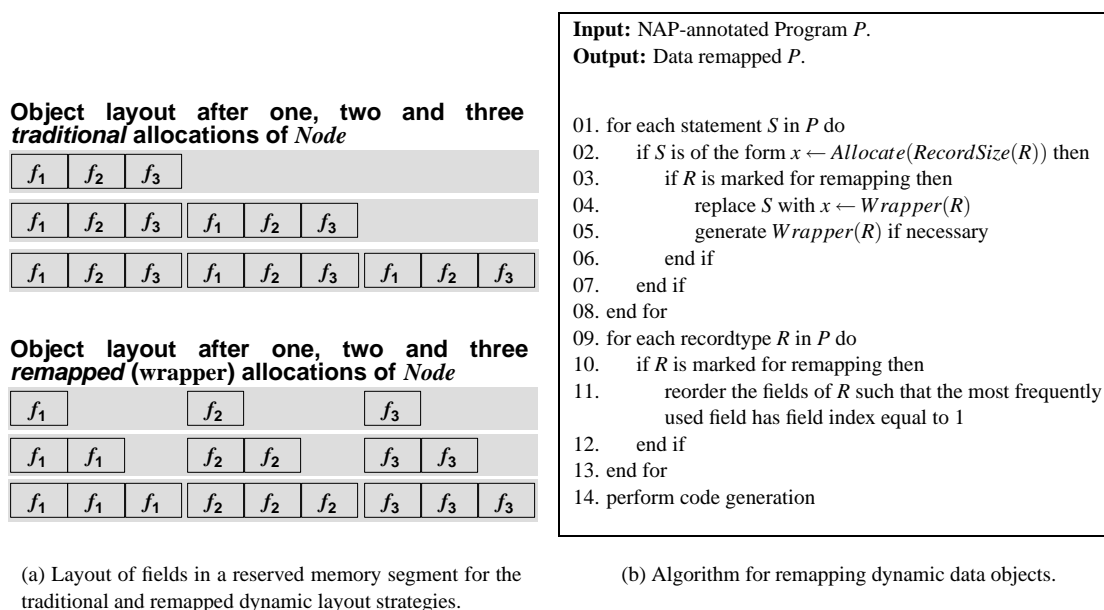 Object layout after one, two and three
traditional allocations of Node
f1 f2 f3
f1 f2 f3 f1 f2 f3
f1 f2 f3 f1 f2 f3 f1 f2 f3
Object layout after one, two and three
remapped (wrapper) allocations of Node
f1 f2 f3
f1 f1 f2 f2 f3 f3
f1 f1 f1 f2 f2 f2 f3 f3 f3
(a) Layout of fields in a reserved memory segment for the
traditional and remapped dynamic layout strategies.
Input: NAP-annotated Program P.
Output: Data remapped P.
01. for each statement S in P do
02. if S is of the form x ← Allocate(RecordSize(R)) then
03. if R is marked for remapping then
04. replace S with x ← Wrapper(R)
05. generate Wrapper(R) if necessary
06. end if
07. end if
08. end for
09. for each recordtype R in P do
10. if R is marked for remapping then
11. reorder the fields of R such that the most frequently
used field has field index equal to 1
12. end if
13. end for
14. perform code generation
(b) Algorithm for remapping dynamic data objects.